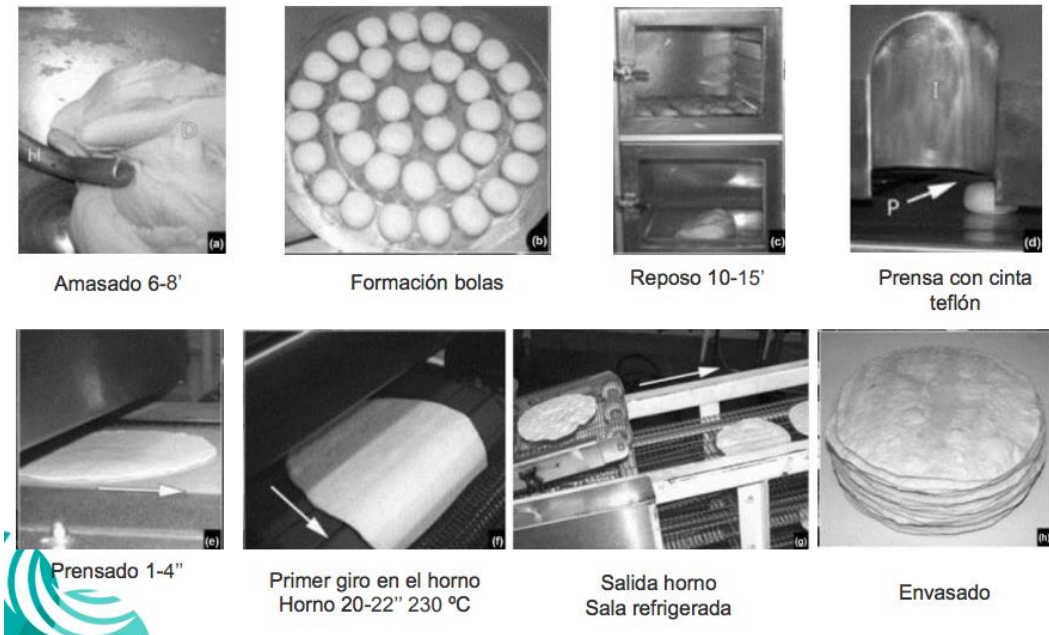 H
D
(a)
(b)
(c)
I
P
(d)
Amasado 6-8’
Formación bolas
Reposo 10-15’
Prensa con cinta
teflón
(e)
(f)
(g)
(h)
Prensado 1-4”
Primer giro en el horno
Horno 20-22” 230 ºC
Salida horno
Sala refrigerada
Envasado